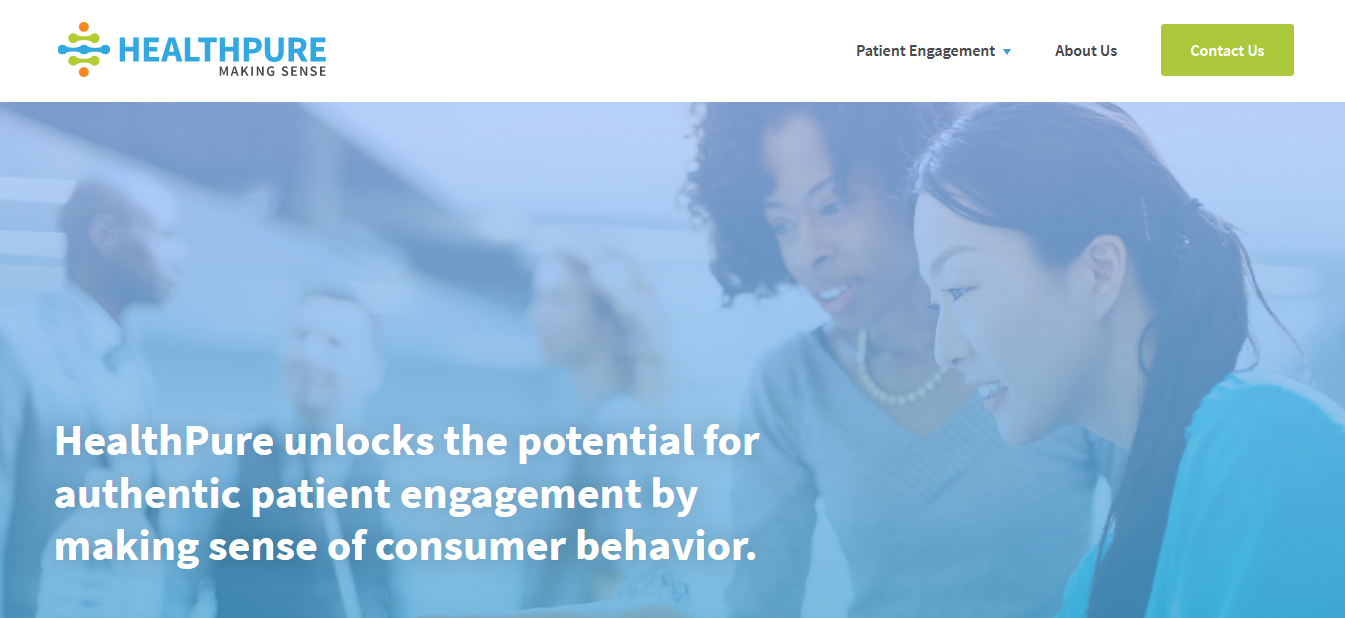 HEALTHPURE
MAKING SENSE
Patient Engagement
About Us
Contact Us
HealthPure unlocks the potential for
authentic patient engagement by
making sense of consumer behavior.